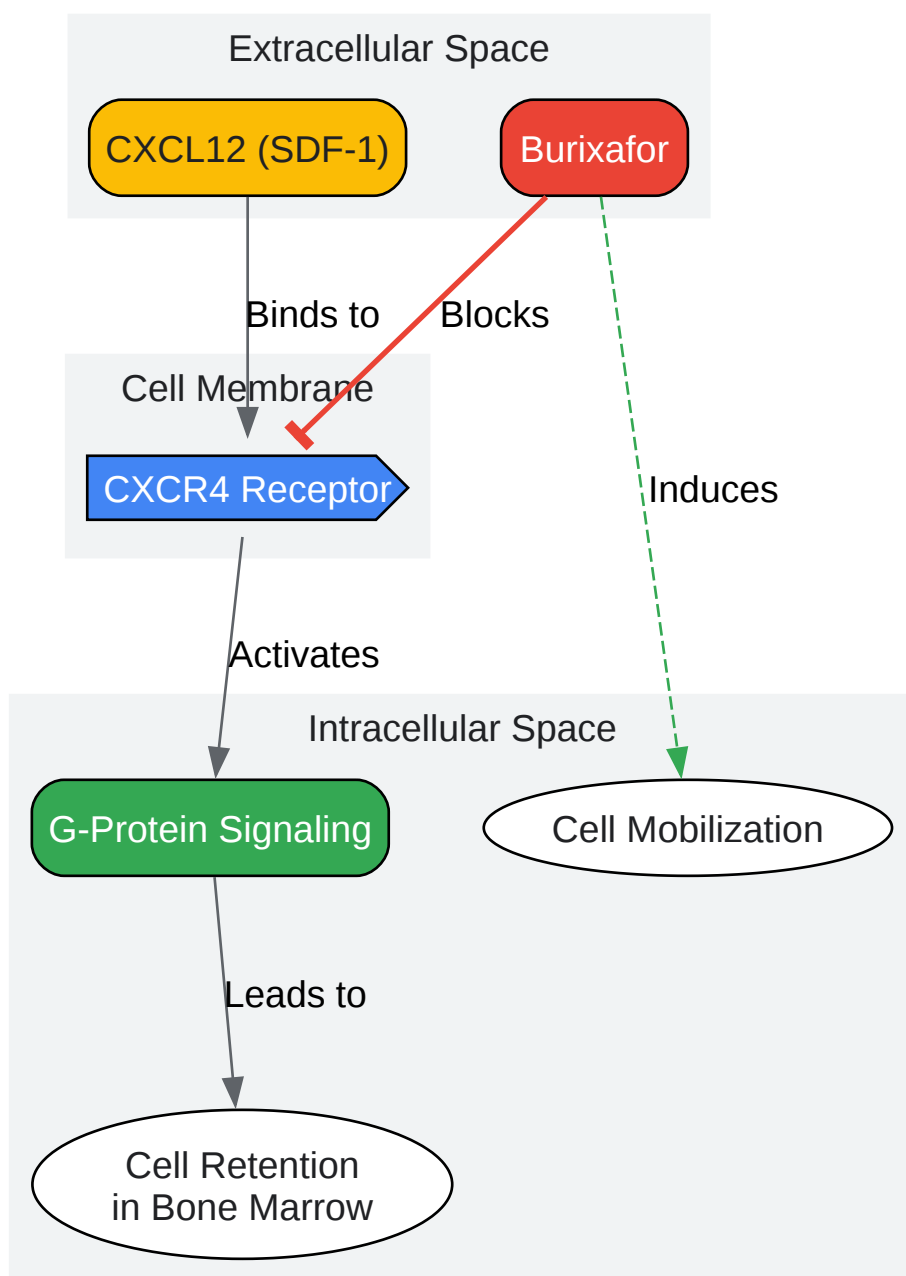 Extracellular Space
CXCL12 (SDF-1)
Burixafor
Binds to
Blocks
Cell Membrane
CXCR4 Receptor
Induces
Activates
Intracellular Space
G-Protein Signaling
Cell Mobilization
Leads to
Cell Retention
in Bone Marrow